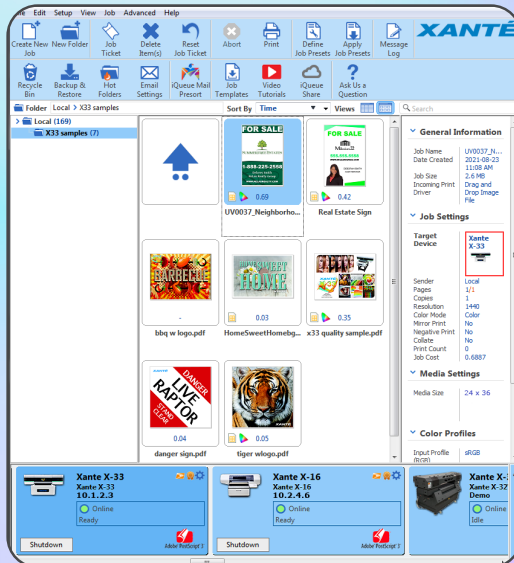 File Edit Setup View Job Advanced Help
Create New Job
New Folder
Job Ticket
Delete Item(s)
Reset Job Ticket
Abort
Print
Define Job Presets
Apply Job Presets
Message Log
XANTÉ
Recycle Bin
Backup & Restore
Hot Folders
Email Settings
iQueue Mail Presort
Job Templates
Video Tutorials
iQueue Share
Ask Us a Question
Folder Local > X33 samples
Sort By Time
Views
Search
Local (169)
X33 samples (7)
FOR SALE
1-888-225-2556
0.69
UV0037_Neighborho...
FOR SALE
0.42
Real Estate Sign
BARBECUE
-
bbq w logo.pdf
HOME SWEET
HOME
0.03
HomeSweetHomebg...
0.35
x33 quality sample.pdf
XANTE
DANGER
LIVE
RAPTOR
STAND
CLEAR
0.04
danger sign.pdf
XANTE
0.05
tiger wlogo.pdf
General Information
Job Name UV0037_N...
Date Created 2021-08-23
11:08 AM
Job Size 2.6 MB
Incoming Print Driver Drag and Drop Image File
Job Settings
Target Device Xante X-33
Sender Local
Pages 1/1
Copies 1
Resolution 1440
Color Mode Color
Mirror Print No
Negative Print No
Collate No
Print Count 0
Job Cost 0.6887
Media Settings
Media Size 24 x 36
Color Profiles
Input Profile (RGB) sRGB
Xante X-33
Xante X-33
10.1.2.3
Online
Ready
Shutdown
Adobe PostScript 3
Xante X-16
Xante X-16
10.2.4.6
Online
Ready
Shutdown
Adobe PostScript 3
Xante X-
Xante X-32
Demo
Online
Idle